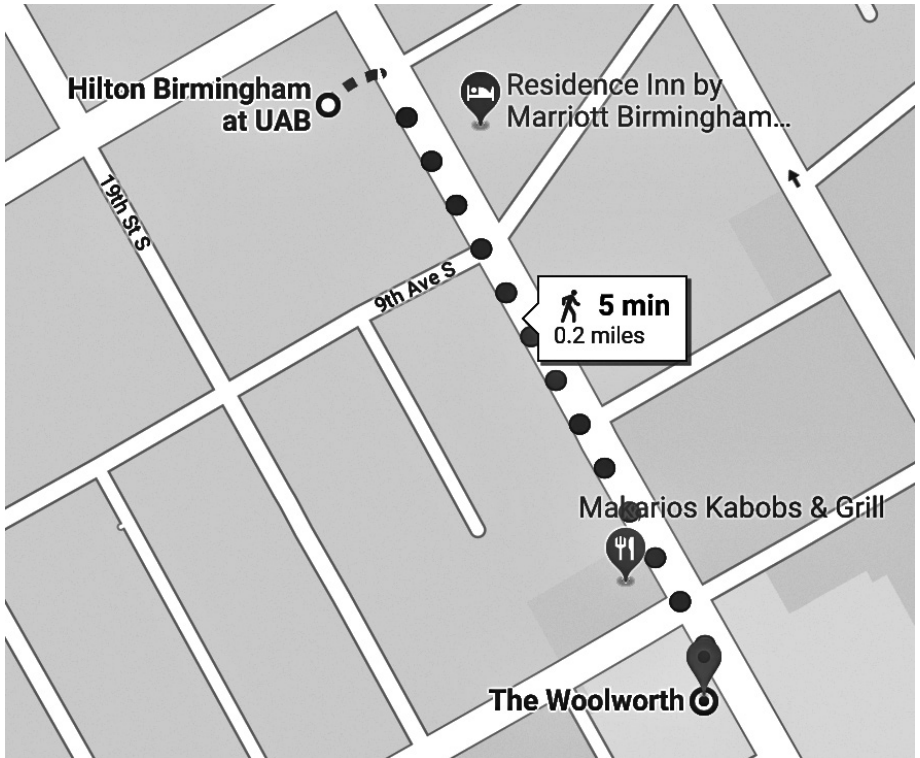 Hilton Birmingham
at UAB
Residence Inn by
Marriott Birmingham...
19th St S
9th Ave S
5 min
0.2 miles
Makarios Kabobs & Grill
The Woolworth